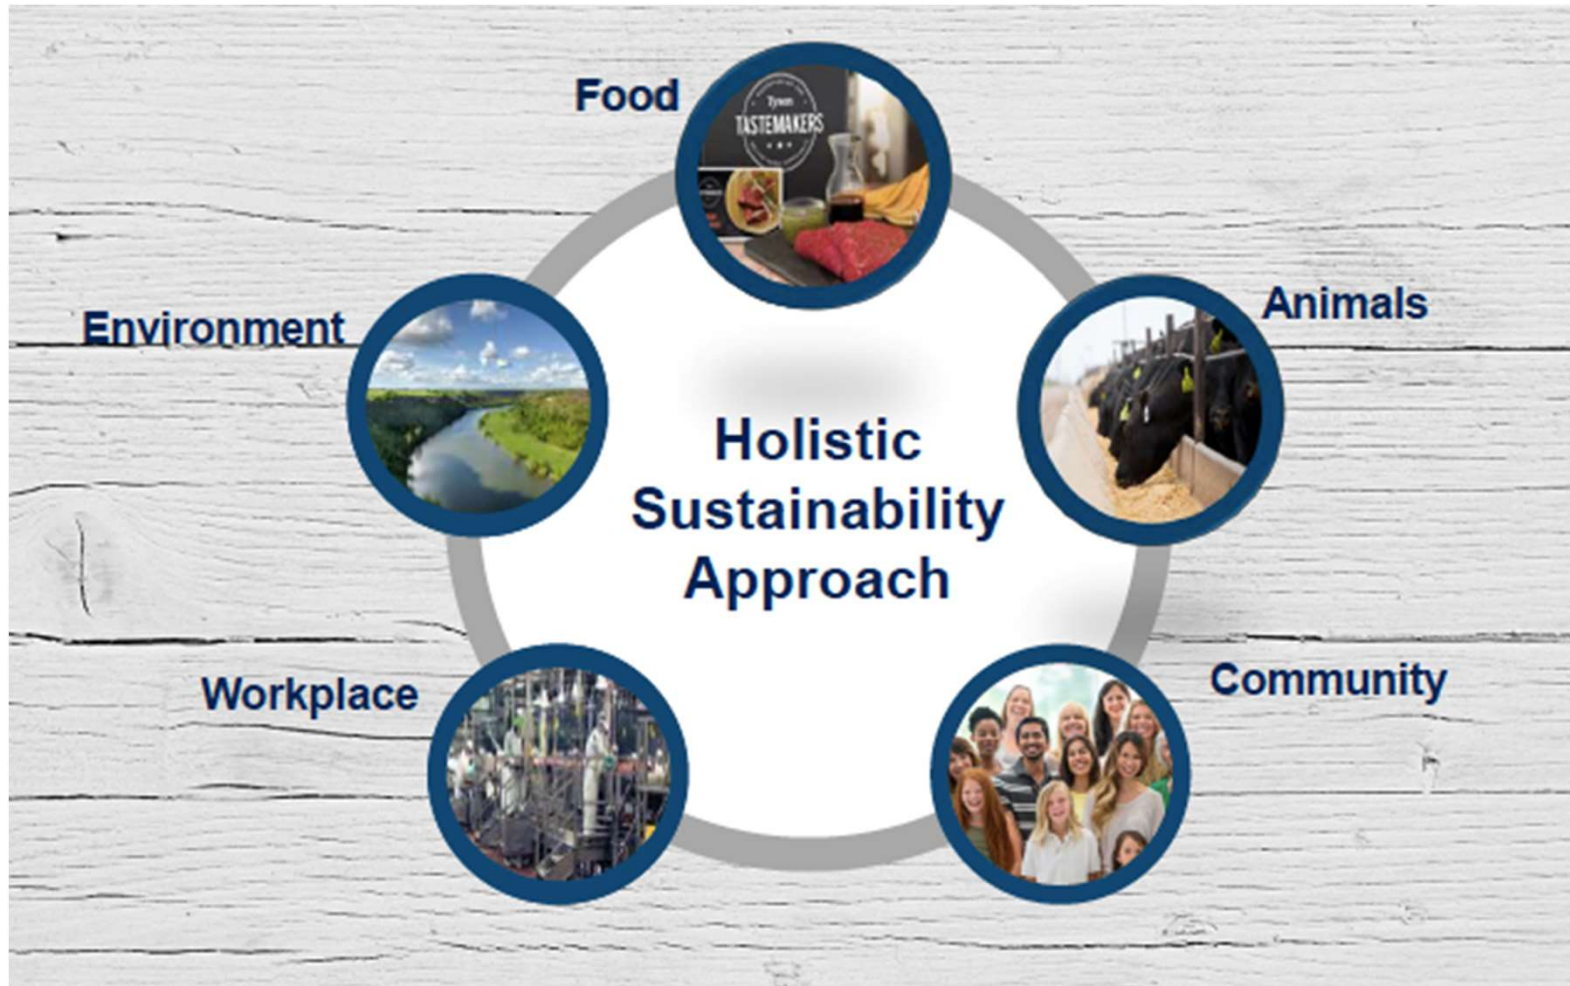 Food
Tyson
TASTEMAKERS
Animals
Environment
Holistic
Sustainability
Approach
Workplace
Community